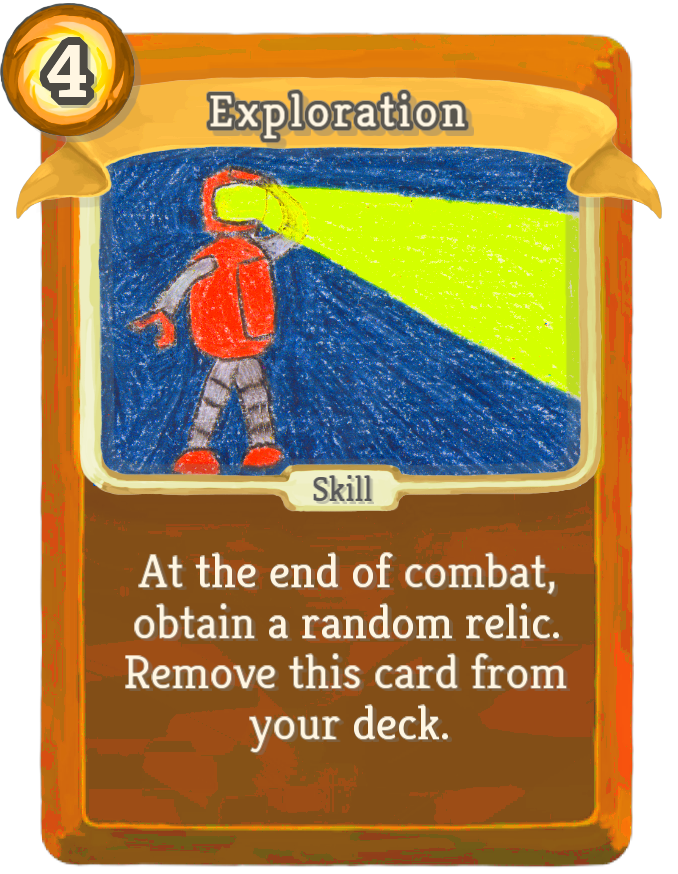 4
Exploration
Skill
At the end of combat,
obtain a random relic.
Remove this card from
your deck.